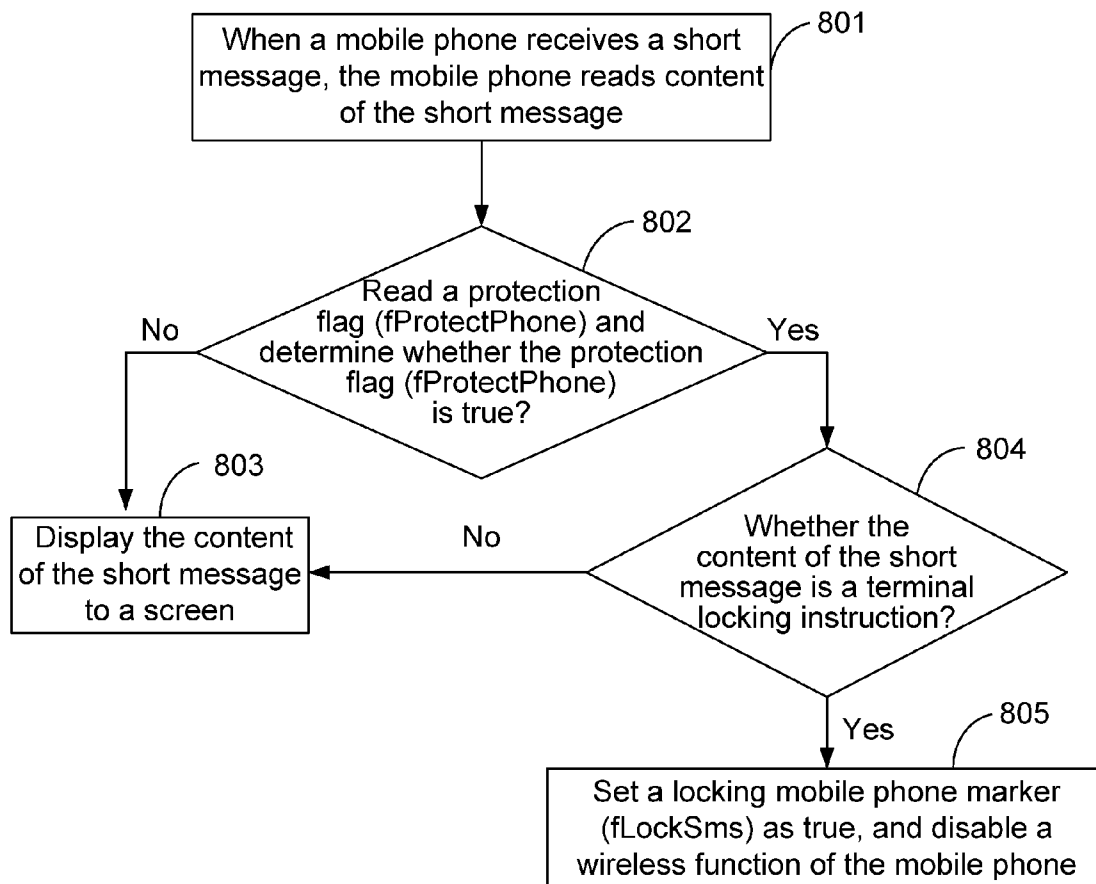 When a mobile phone receives a short
message, the mobile phone reads content
of the short message
801
802
Read a protection
flag (fProtectPhone) and
determine whether the protection
flag (fProtectPhone)
is true?
No
Yes
803
Display the content
of the short message
to a screen
No
804
Whether the
content of the short
message is a terminal
locking instruction?
Yes
805
Set a locking mobile phone marker
(fLockSms) as true, and disable a
wireless function of the mobile phone